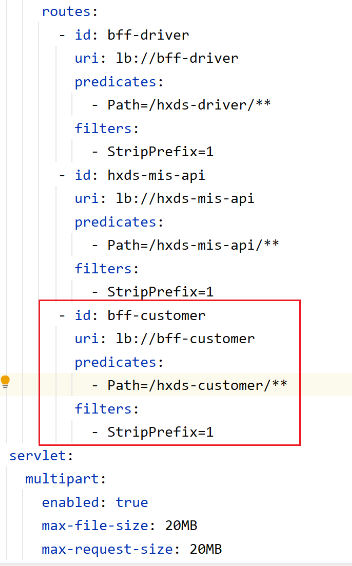 routes:
- id: bff-driver
uri: lb://bff-driver
predicates:
- Path=/hxds-driver/**
filters:
- StripPrefix=1
- id: hxds-mis-api
uri: lb://hxds-mis-api
predicates:
- Path=/hxds-mis-api/**
filters:
- StripPrefix=1
- id: bff-customer
uri: lb://bff-customer
predicates:
- Path=/hxds-customer/**
filters:
- StripPrefix=1
servlet:
multipart:
enabled: true
max-file-size: 20MB
max-request-size: 20MB